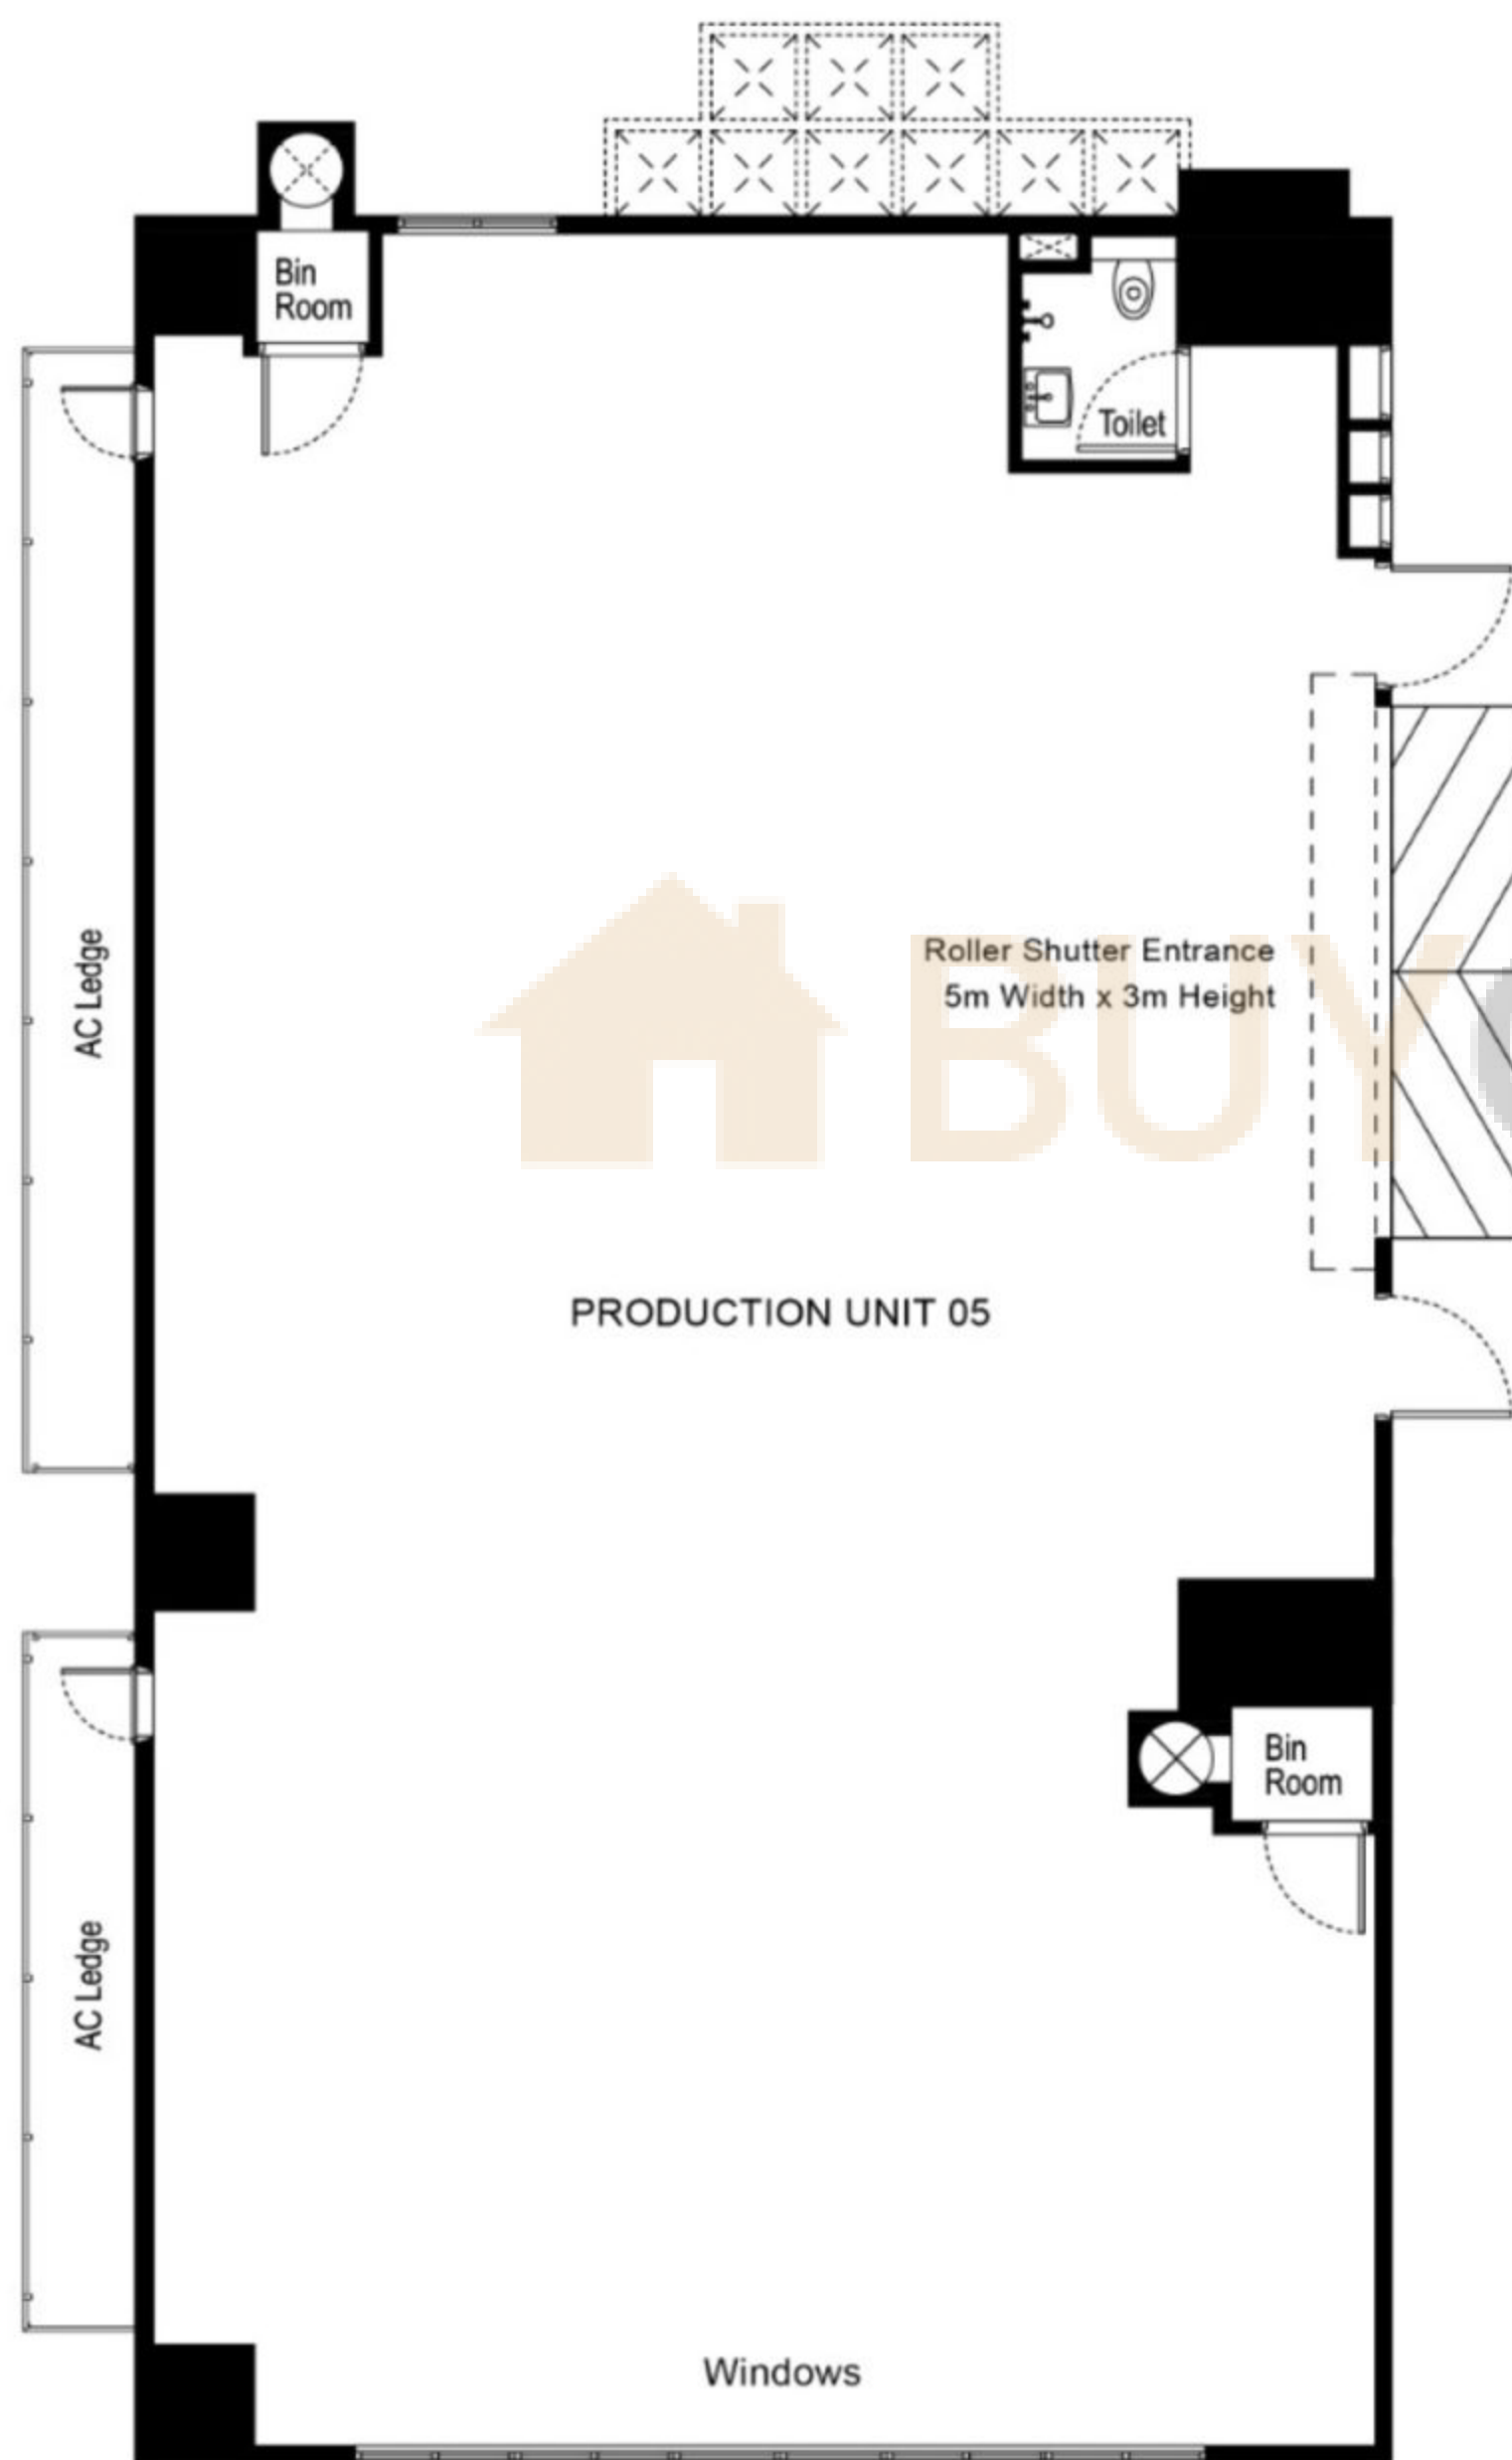 Bin
Room
Toilet
AC Ledge
Roller Shutter Entrance
5m Width x 3m Height
BUY
PRODUCTION UNIT 05
Bin
Room
AC Ledge
Windows